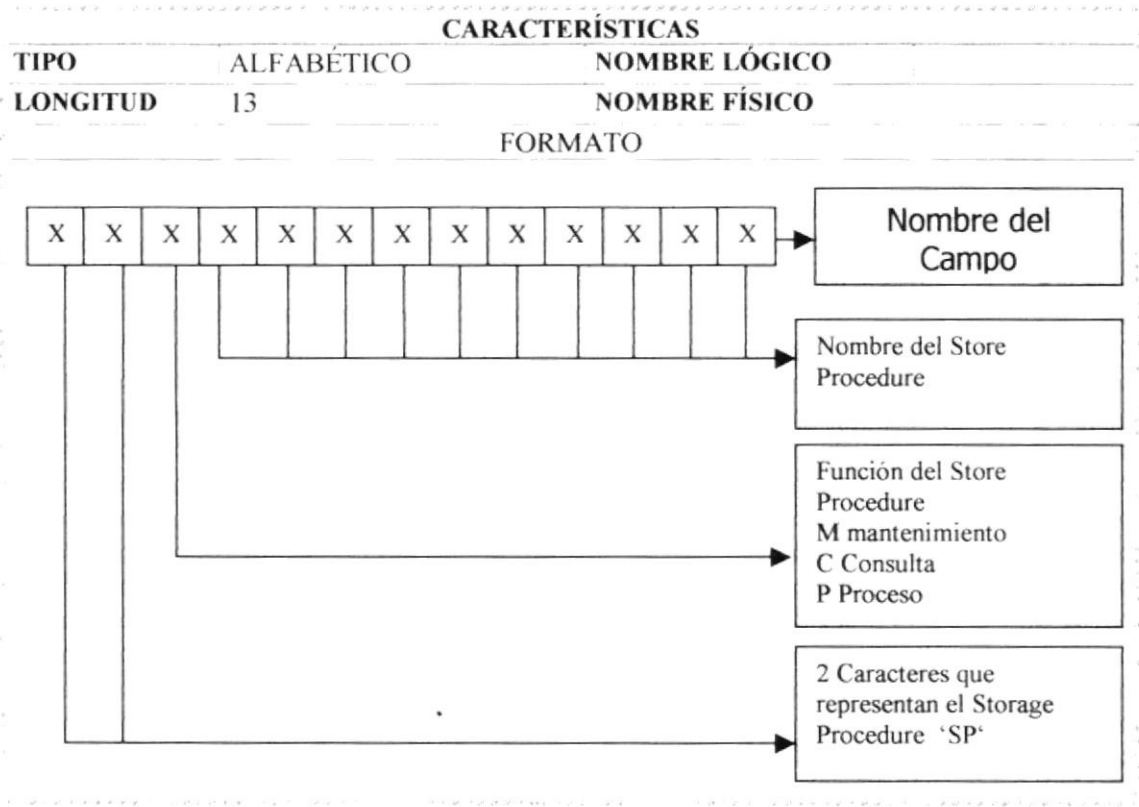 CARACTERÍSTICAS
TIPO ALFABÉTICO NOMBRE LÓGICO
LONGITUD 13 NOMBRE FÍSICO
FORMATO
X X X X X X X X X X X X X
Nombre del
Campo
Nombre del Store
Procedure
Función del Store
Procedure
M mantenimiento
C Consulta
P Proceso
2 Caracteres que
representan el Storage
Procedure ‘SP‘